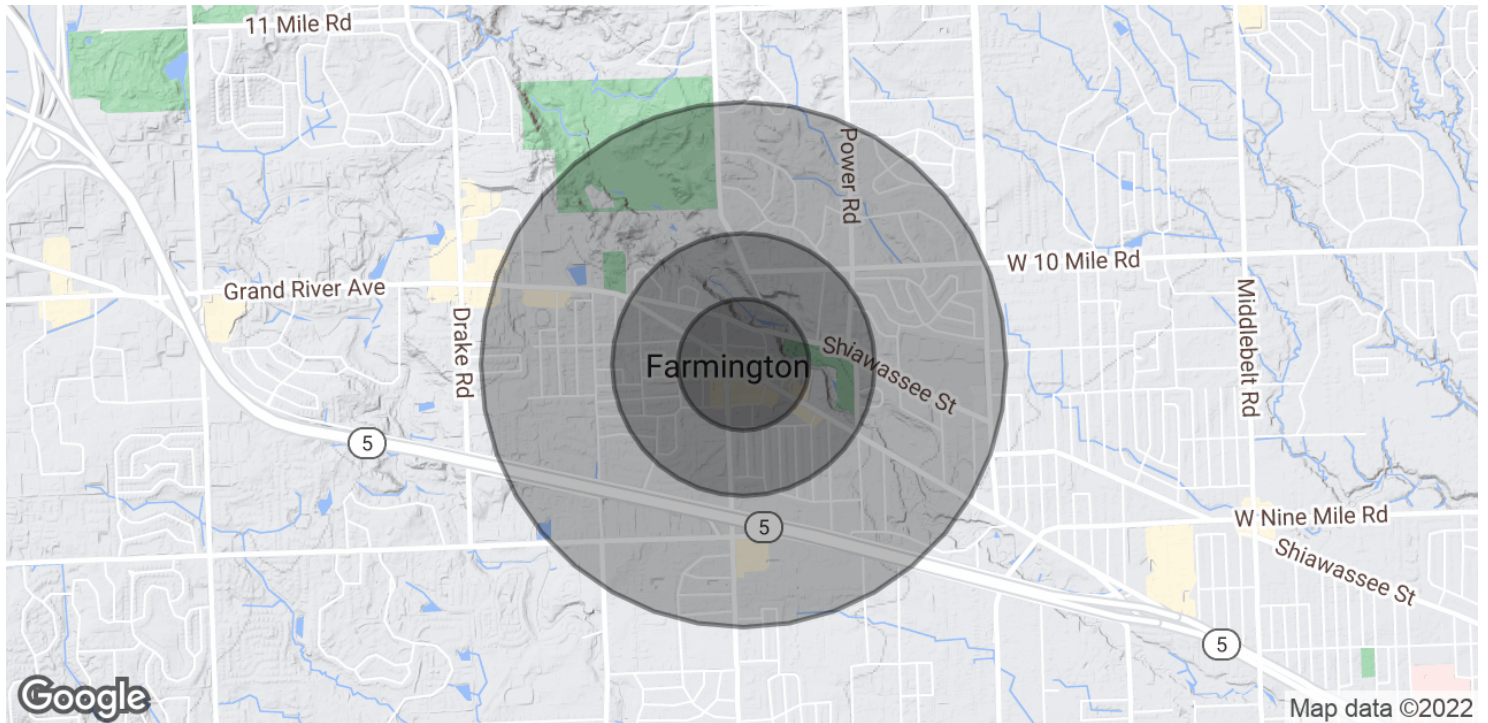 11 Mile Rd
Power Rd
W 10 Mile Rd
Grand River Ave
Middlebelt Rd
Drake Rd
Shiawassee St
Farmington
5
5
W Nine Mile Rd
Shiawassee St
5
Google
Map data ©2022